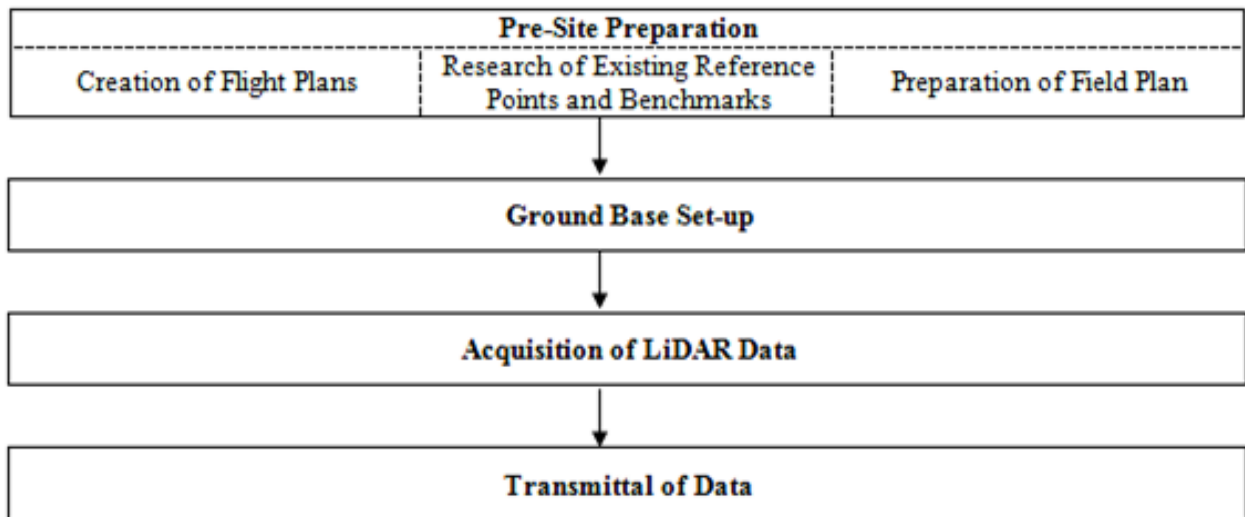 Pre-Site Preparation
Creation of Flight Plans
Research of Existing Reference
Points and Benchmarks
Preparation of Field Plan
Ground Base Set-up
Acquisition of LiDAR Data
Transmittal of Data